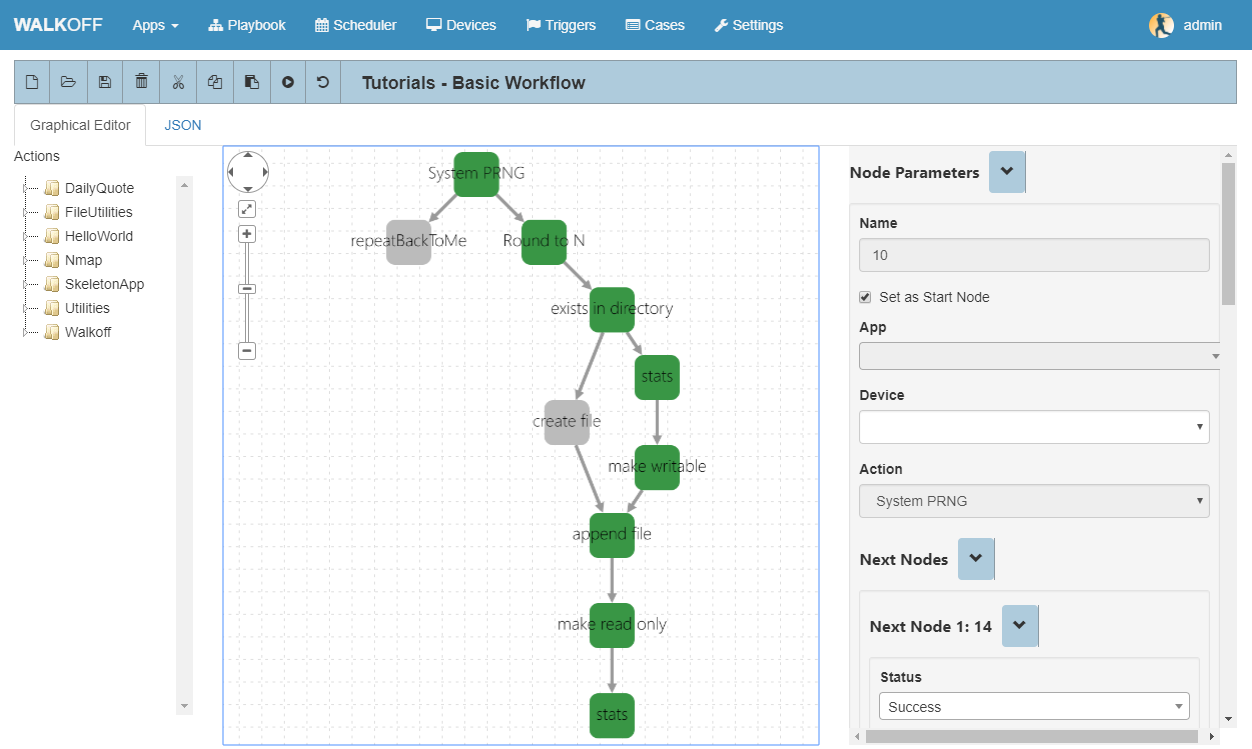 WALKOFF Apps Playbook Scheduler Devices Triggers Cases Settings admin
Tutorials - Basic Workflow
Graphical Editor JSON
Actions
DailyQuote
FileUtilities
HelloWorld
Nmap
SkeletonApp
Utilities
Walkoff
System PRNG
repeatBackToMe Round to N
exists in directory
stats
create file
make writable
append file
make read only
stats
Node Parameters
Name
10
Set as Start Node
App
Device
Action
System PRNG
Next Nodes
Next Node 1: 14
Status
Success